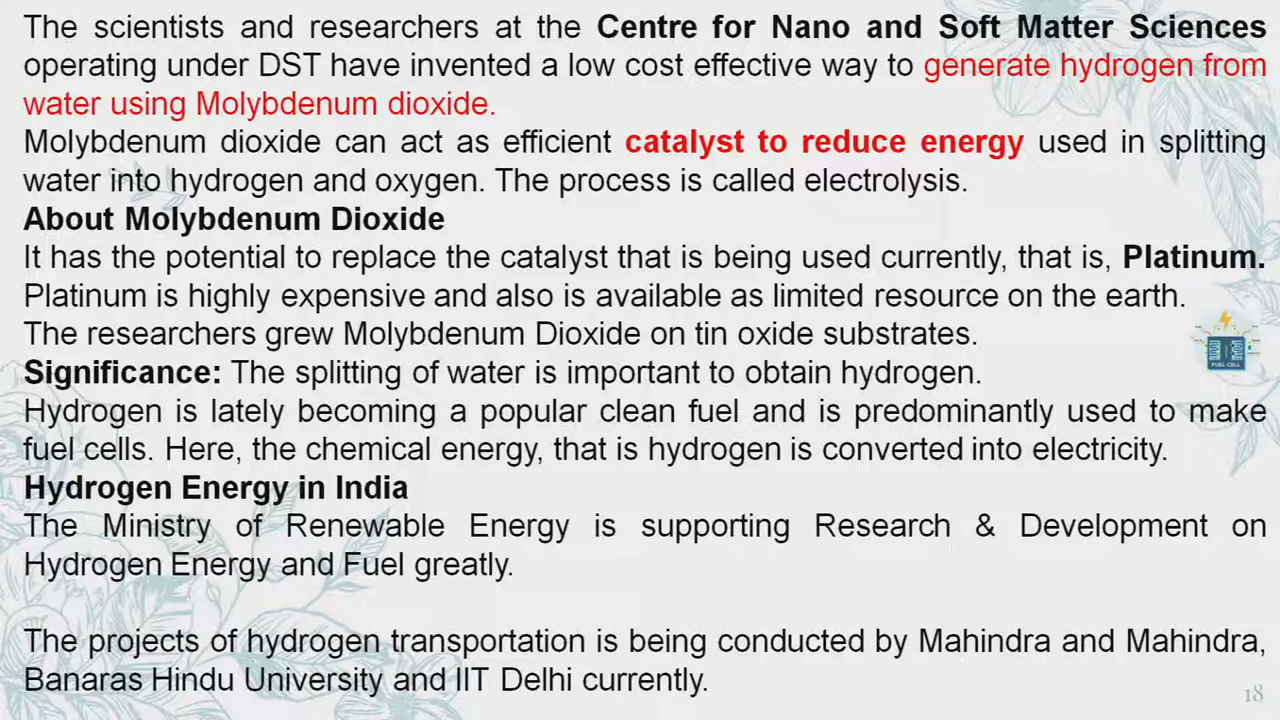 The scientists and researchers at the Centre for Nano and Soft Matter Sciences
operating under DST have invented a low cost effective way to generate hydrogen from
water using Molybdenum dioxide.
Molybdenum dioxide can act as efficient catalyst to reduce energy used in splitting
water into hydrogen and oxygen. The process is called electrolysis.
About Molybdenum Dioxide
It has the potential to replace the catalyst that is being used currently, that is, Platinum.
Platinum is highly expensive and also is available as limited resource on the earth.
The researchers grew Molybdenum Dioxide on tin oxide substrates.
FUEL CELL
Significance: The splitting of water is important to obtain hydrogen.
Hydrogen is lately becoming a popular clean fuel and is predominantly used to make
fuel cells. Here, the chemical energy, that is hydrogen is converted into electricity.
Hydrogen Energy in India
The Ministry of Renewable Energy is supporting Research & Development on
Hydrogen Energy and Fuel greatly.
The projects of hydrogen transportation is being conducted by Mahindra and Mahindra,
Banaras Hindu University and IIT Delhi currently.
18